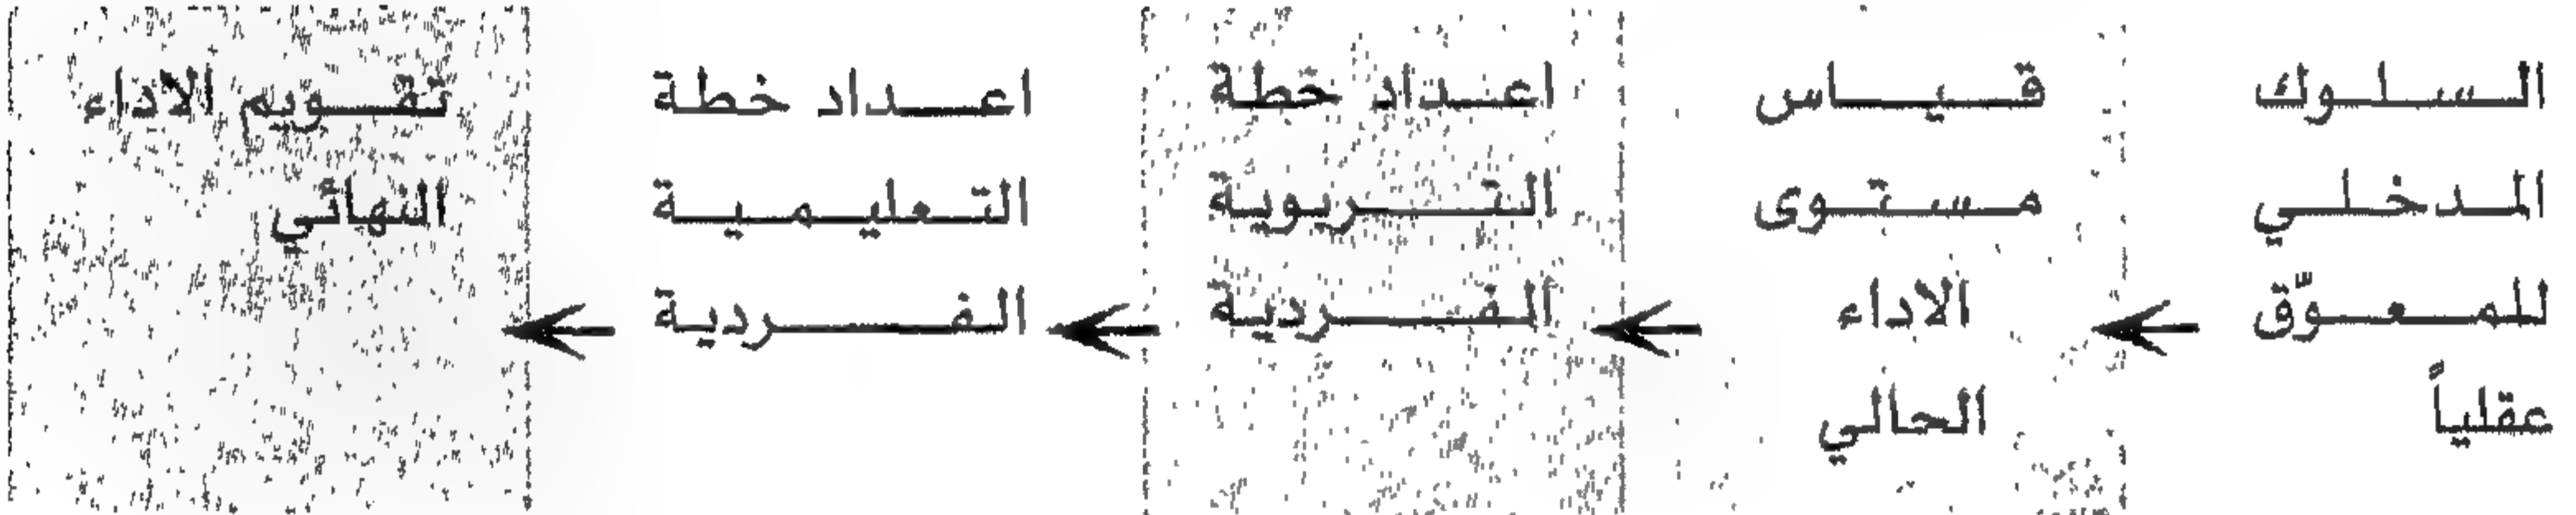 السلوك
المدخلي
للمعوّق
عقلياً
قياس
مستوى
الاداء
الحالي
اعداد خطة
التربوية
الفردية
اعداد خطة
التعليمية
الفردية
تقويم الاداء
النهائي